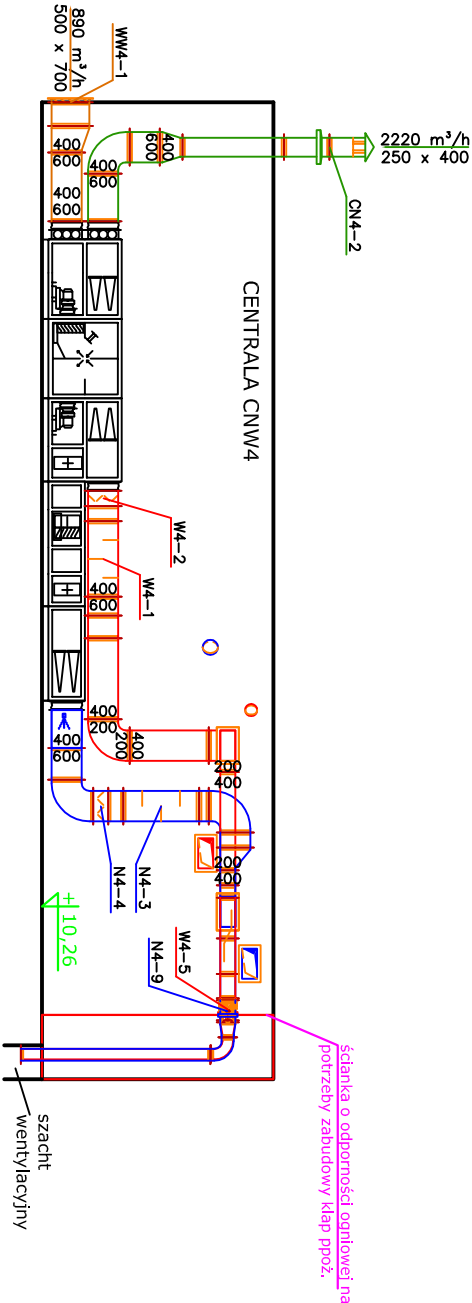 890 m³/h
500 x 700
WW4-1
400
600
400
600
400
600
400
600
2220 m³/h
250 x 400
CN4-2
CENTRALA CNW4
W4-2
W4-1
400
600
400
200
400
200
200
400
400
600
N4-4
N4-3
200
400
+10,26
W4-5
N4-9
ścianka o odporności ogniowej na
potrzeby zabudowy klap ppoż.
szacht
wentylacyjny